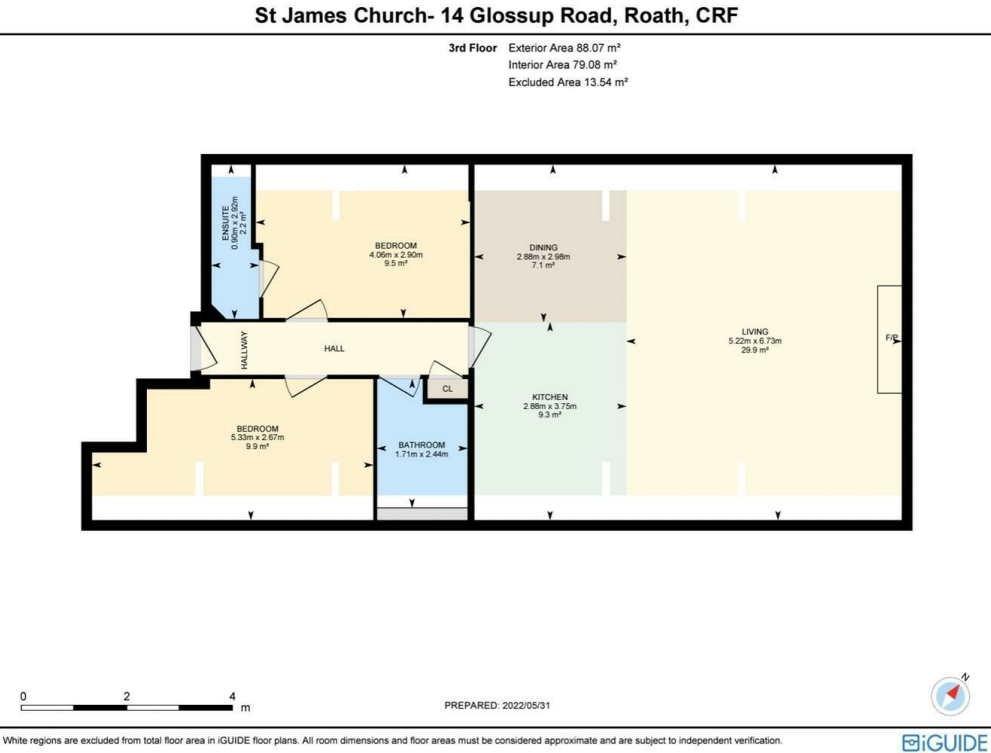 St James Church- 14 Glossup Road, Roath, CRF
3rd Floor Exterior Area 88.07 m²
Interior Area 79.08 m²
Excluded Area 13.54 m²
ENSUITE
0.90m x 2.92m
2.2 m²
BEDROOM
4.06m x 2.90m
9.5 m²
DINING
2.88m x 2.98m
7.1 m²
HALLWAY
HALL
LIVING
5.22m x 6.73m
29.9 m²
F/P
CL
KITCHEN
2.88m x 3.75m
9.3 m²
BEDROOM
5.33m x 2.67m
9.9 m²
BATHROOM
1.71m x 2.44m
N
0 2 4
m
PREPARED: 2022/05/31
White regions are excluded from total floor area in iGUIDE floor plans. All room dimensions and floor areas must be considered approximate and are subject to independent verification.
iGUIDE